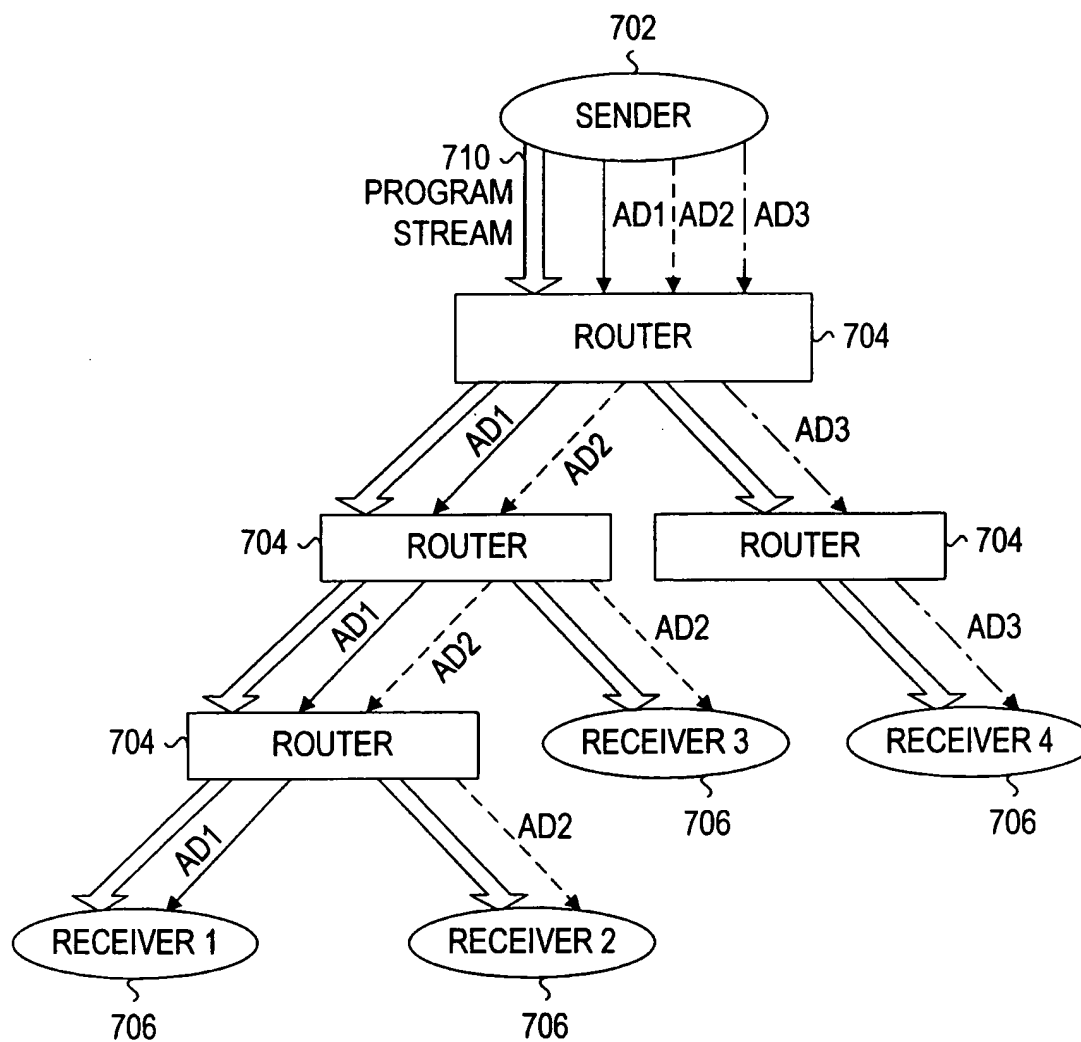 702
SENDER
710
PROGRAM
STREAM
AD1
AD2
AD3
ROUTER
704
AD1
AD2
AD3
704
ROUTER
ROUTER
704
AD1
AD2
AD2
AD3
704
ROUTER
RECEIVER 3
RECEIVER 4
706
706
AD1
AD2
RECEIVER 1
RECEIVER 2
706
706